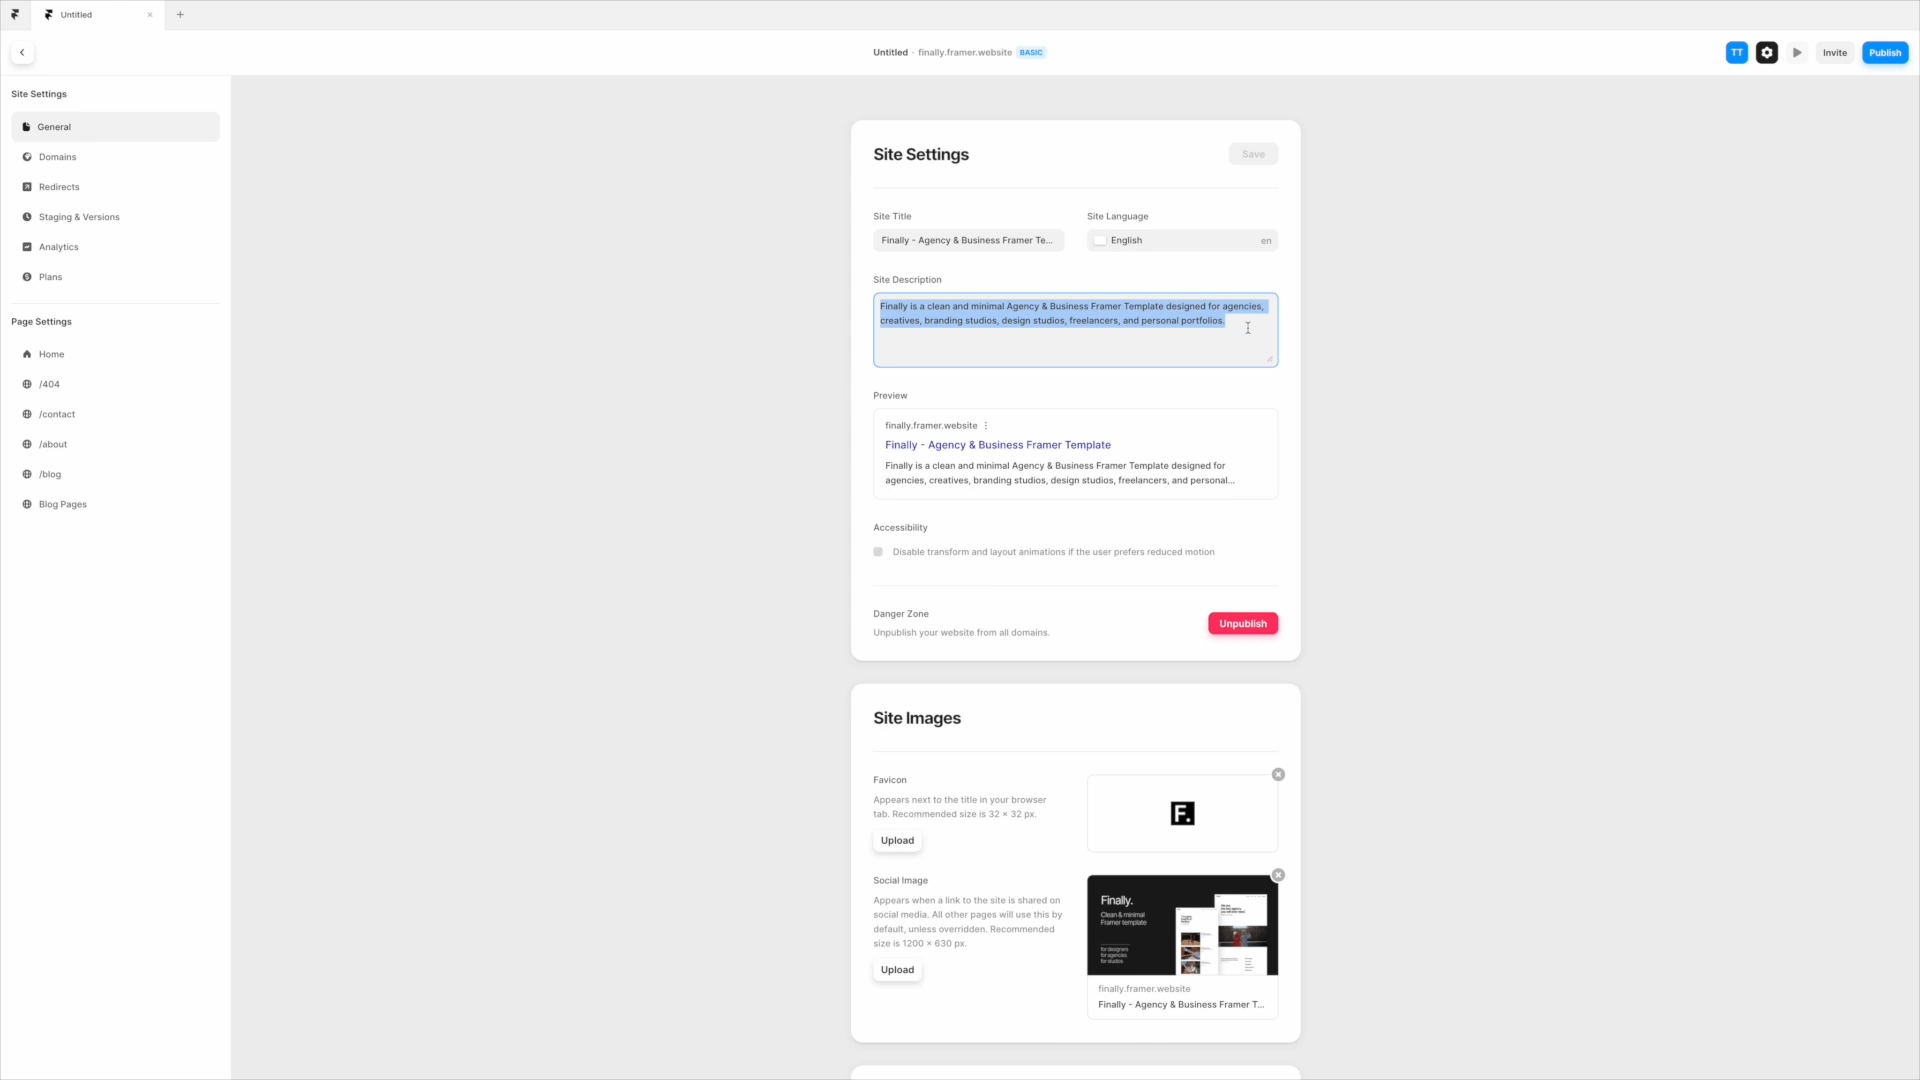 Untitled
Untitled · finally.framer.website BASIC
TT
Invite
Publish
Site Settings
General
Domains
Redirects
Staging & Versions
Analytics
Plans
Page Settings
Home
/404
/contact
/about
/blog
Blog Pages
Site Settings
Save
Site Title
Site Language
Finally - Agency & Business Framer Te...
English
en
Site Description
Finally is a clean and minimal Agency & Business Framer Template designed for agencies,
creatives, branding studios, design studios, freelancers, and personal portfolios.
Preview
finally.framer.website
Finally - Agency & Business Framer Template
Finally is a clean and minimal Agency & Business Framer Template designed for
agencies, creatives, branding studios, design studios, freelancers, and personal...
Accessibility
Disable transform and layout animations if the user prefers reduced motion
Danger Zone
Unpublish your website from all domains.
Unpublish
Site Images
Favicon
Appears next to the title in your browser
tab. Recommended size is 32 × 32 px.
Upload
F.
Social Image
Appears when a link to the site is shared on
social media. All other pages will use this by
default, unless overridden. Recommended
size is 1200 × 630 px.
Upload
Finally.
Clean & minimal
Framer template
for designers
for agencies
for studios
finally.framer.website
Finally - Agency & Business Framer T...